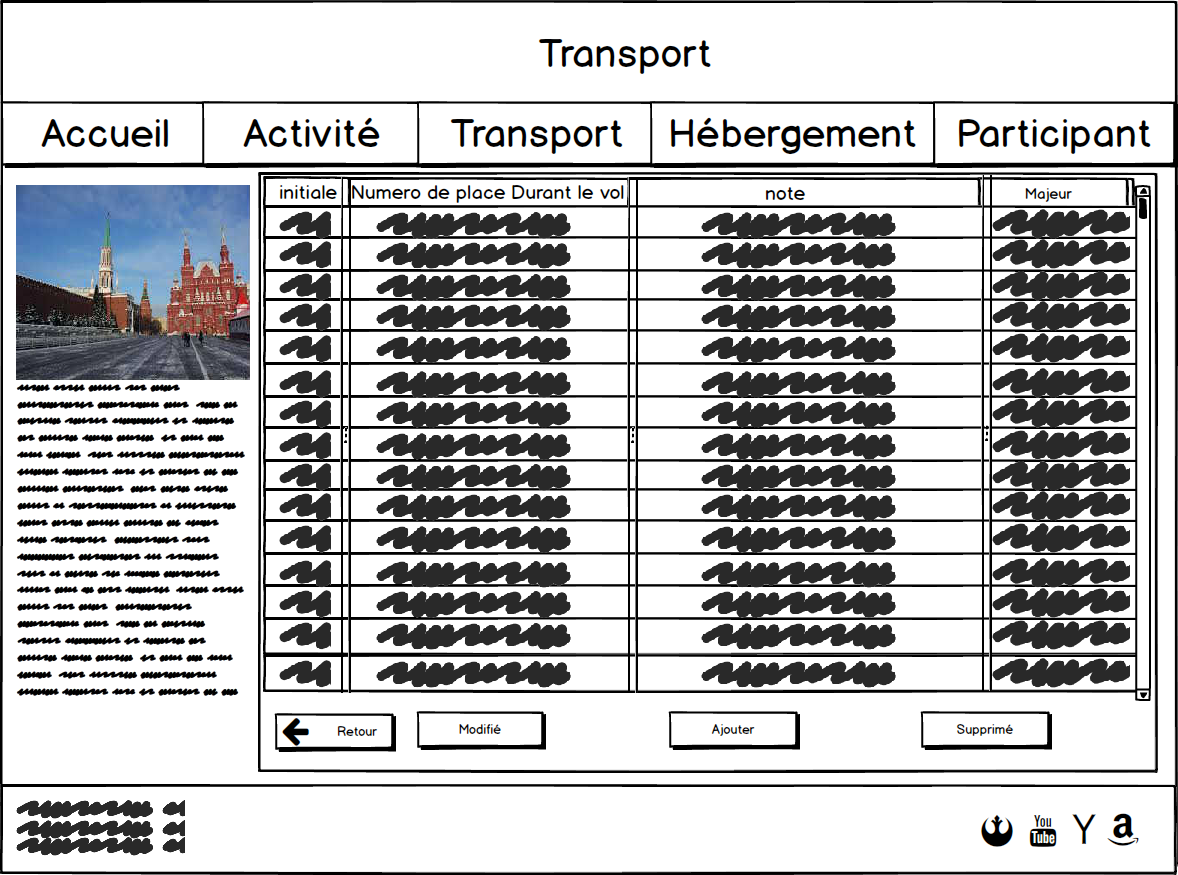 Transport
Accueil Activité Transport Hébergement Participant
initiale Numero de place Durant le vol note Majeur
Retour Modifié Ajouter Supprimé
You
Tube
Y
a